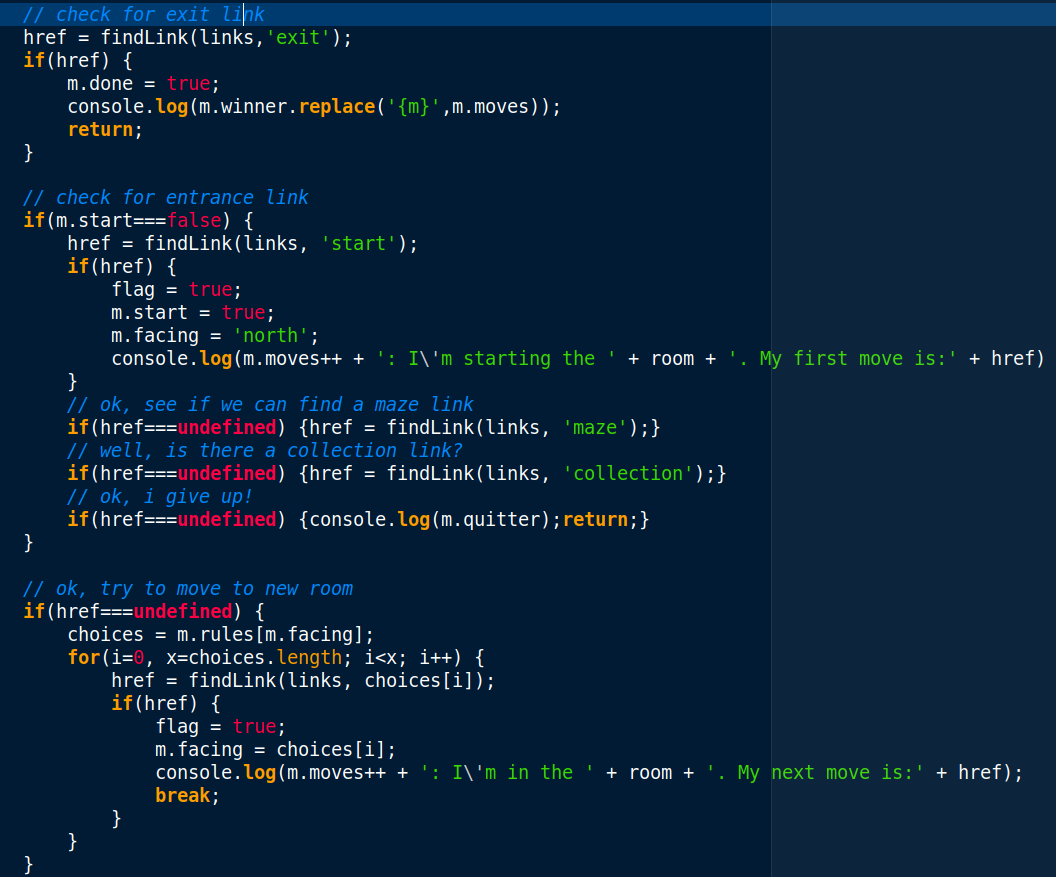 // check for exit link
href = findLink(links,'exit');
if(href) {
    m.done = true;
    console.log(m.winner.replace('{m}',m.moves));
    return;
}

// check for entrance link
if(m.start===false) {
    href = findLink(links, 'start');
    if(href) {
        flag = true;
        m.start = true;
        m.facing = 'north';
        console.log(m.moves++ + ': I\'m starting the ' + room + '. My first move is:' + href)
    }
    // ok, see if we can find a maze link
    if(href===undefined) {href = findLink(links, 'maze');}
    // well, is there a collection link?
    if(href===undefined) {href = findLink(links, 'collection');}
    // ok, i give up!
    if(href===undefined) {console.log(m.quitter);return;}
}

// ok, try to move to new room
if(href===undefined) {
    choices = m.rules[m.facing];
    for(i=0, x=choices.length; i<x; i++) {
        href = findLink(links, choices[i]);
        if(href) {
            flag = true;
            m.facing = choices[i];
            console.log(m.moves++ + ': I\'m in the ' + room + '. My next move is:' + href);
            break;
        }
    }
}